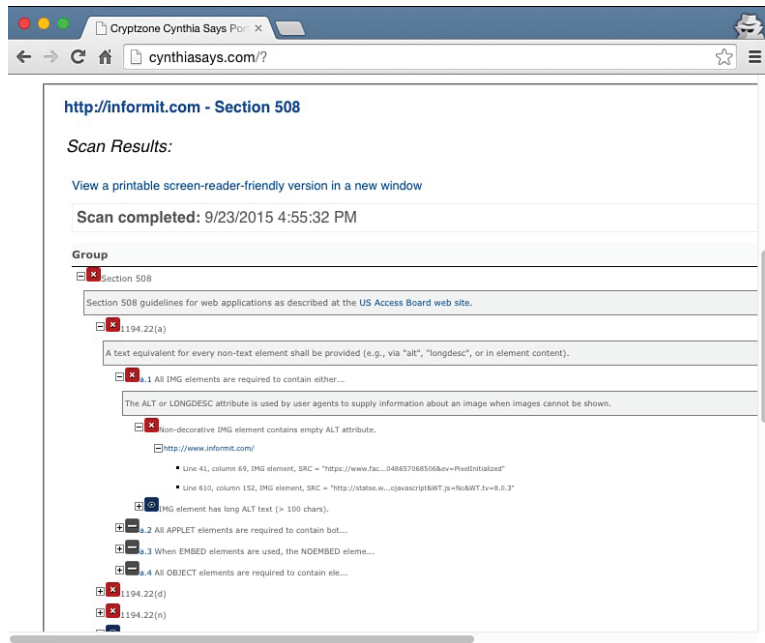 Cryptzone Cynthia Says Port
cynthiasays.com/?
http://informit.com - Section 508
Scan Results:
View a printable screen-reader-friendly version in a new window
Scan completed: 9/23/2015 4:55:32 PM
Group
Section 508
Section 508 guidelines for web applications as described at the US Access Board web site.
1194.22(a)
A text equivalent for every non-text element shall be provided (e.g., via "alt", "longdesc", or in element content).
a.1 All IMG elements are required to contain either...
The ALT or LONGDESC attribute is used by user agents to supply information about an image when images cannot be shown.
Non-decorative IMG element contains empty ALT attribute.
http://www.informit.com/
Line 41, column 69, IMG element, SRC = "https://www.fac...048657068506&ev=PixelInitialized"
Line 610, column 152, IMG element, SRC = "http://statse.w...ojavascript&WT.js=No&WT.tv=8.0.3"
IMG element has long ALT text (> 100 chars).
a.2 All APPLET elements are required to contain bot...
a.3 When EMBED elements are used, the NOEMBED eleme...
a.4 All OBJECT elements are required to contain ele...
1194.22(d)
1194.22(n)